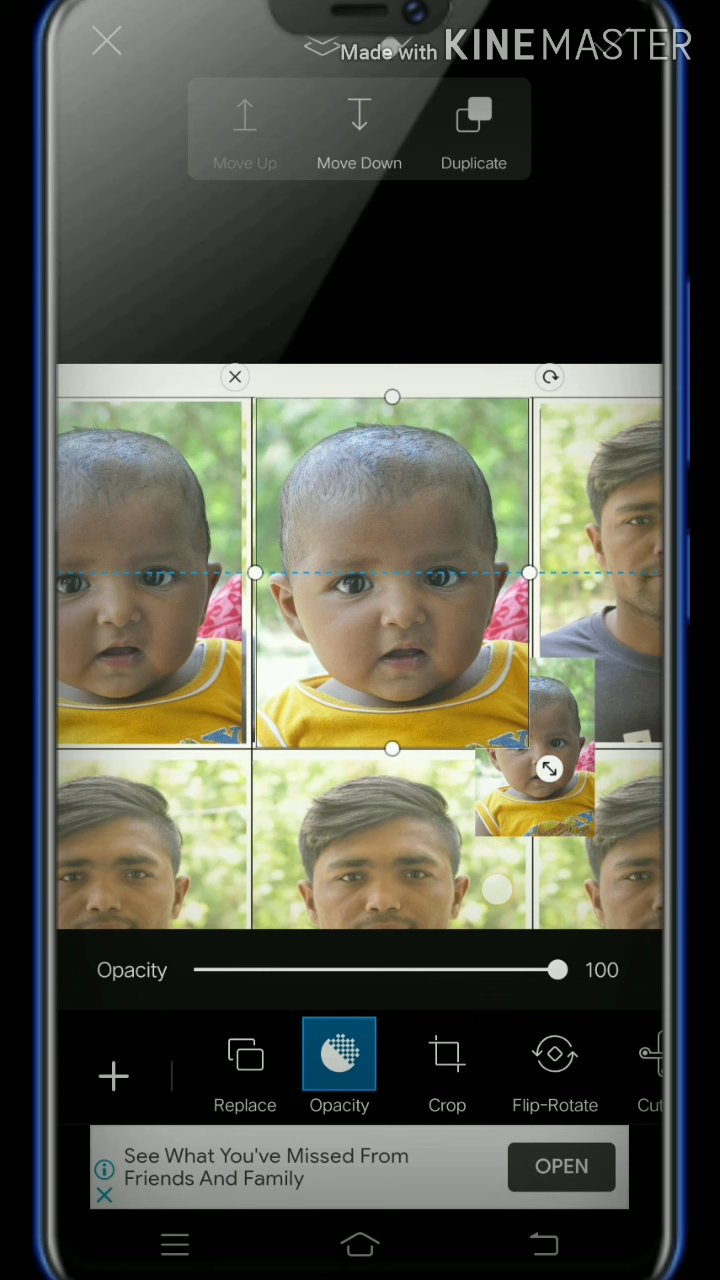 Made with KINEMASTER
Move Up
Move Down
Duplicate
Opacity
100
Replace
Opacity
Crop
Flip-Rotate
Cut
See What You've Missed From
Friends And Family
OPEN